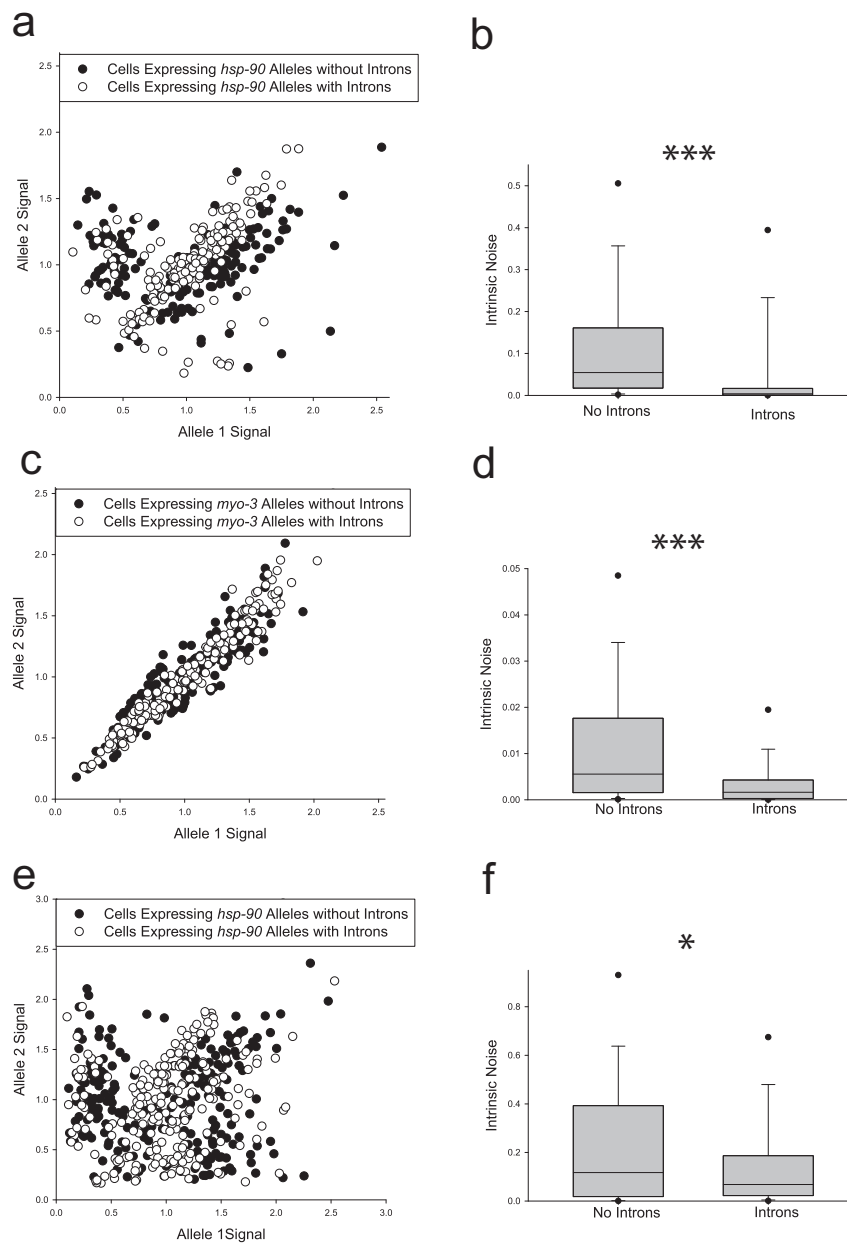 a
Cells Expressing hsp-90 Alleles without Introns
Cells Expressing hsp-90 Alleles with Introns
2.5
2.0
1.5
1.0
0.5
0.0
Allele 2 Signal
0.0 0.5 1.0 1.5 2.0 2.5
Allele 1 Signal
b
***
0.5
0.4
0.3
0.2
0.1
0.0
Intrinsic Noise
No Introns Introns
c
Cells Expressing myo-3 Alleles without Introns
Cells Expressing myo-3 Alleles with Introns
2.5
2.0
1.5
1.0
0.5
0.0
Allele 2 Signal
0.0 0.5 1.0 1.5 2.0 2.5
Allele 1 Signal
d
***
0.05
0.04
0.03
0.02
0.01
0.00
Intrinsic Noise
No Introns Introns
e
Cells Expressing hsp-90 Alleles without Introns
Cells Expressing hsp-90 Alleles with Introns
3.0
2.5
2.0
1.5
1.0
0.5
0.0
Allele 2 Signal
0.0 0.5 1.0 1.5 2.0 2.5 3.0
Allele 1Signal
f
*
0.8
0.6
0.4
0.2
0.0
Intrinsic Noise
No Introns Introns